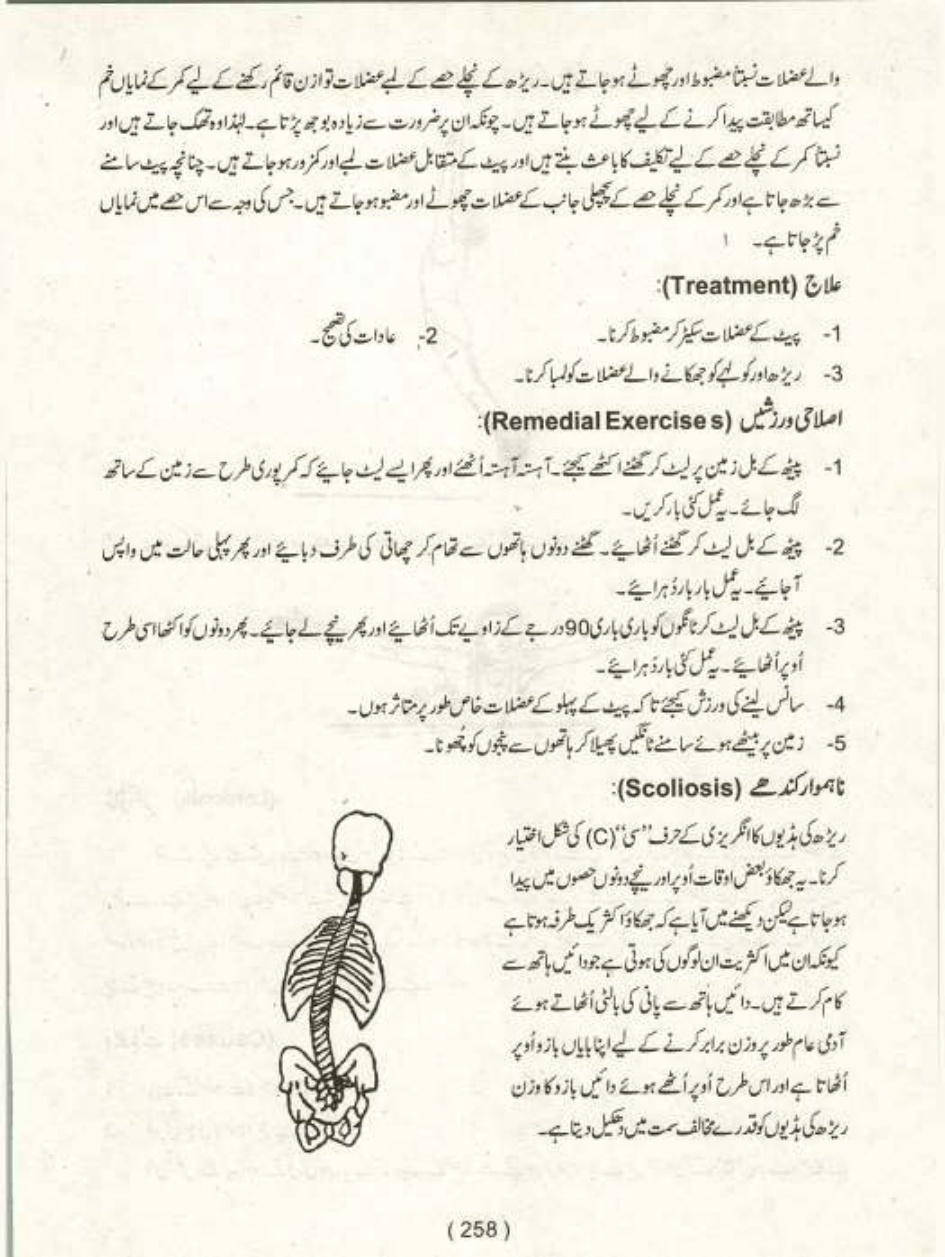 والے عضلات نسبتاً مضبوط اور چھوٹے ہو جاتے ہیں۔ ریڑھ کے نچلے حصے کے لمبے عضلات توازن قائم رکھنے کے لیے کمر کے نمایاں خم
کیساتھ مطابقت پیدا کرنے کے لیے چھوٹے ہو جاتے ہیں۔ چونکہ ان پر ضرورت سے زیادہ بوجھ پڑتا ہے۔ لہٰذا وہ تھک جاتے ہیں اور
نسبتاً کمر کے نچلے حصے کے لیے تکلیف کا باعث بنتے ہیں اور پیٹ کے متقابل عضلات لمبے اور کمزور ہو جاتے ہیں۔ چنانچہ پیٹ سامنے
سے بڑھ جاتا ہے اور کمر کے نچلے حصے کے پچھلی جانب کے عضلات چھوٹے اور مضبو ہو جاتے ہیں۔ جس کی وجہ سے اس حصے میں نمایاں
خم پڑ جاتا ہے۔
علاج (Treatment):
1- پیٹ کے عضلات سکیڑ کر مضبوط کرنا۔ 2- عادات کی تصحیح۔
3- ریڑھ اور کولہے کو جھکانے والے عضلات کو لمبا کرنا۔
اصلاحی ورزشیں (Remedial Exercises):
1- پیٹھ کے بل زمین پر لیٹ کر گھٹنے اکٹھے کیجئے۔ آہستہ آہستہ اُٹھئے اور پھر ایسے لیٹ جایئے کہ کمر پوری طرح سے زمین کے ساتھ
لگ جائے۔ یہ عمل کئی بار کریں۔
2- پیٹھ کے بل لیٹ کر گھٹنے اُٹھایئے۔ گھٹنے دونوں ہاتھوں سے تھام کر چھاتی کی طرف دبایئے اور پھر پہلی حالت میں واپس
آ جایئے۔ یہ عمل بار بار دُہرایئے۔
3- پیٹھ کے بل لیٹ کر ٹانگوں کو باری باری 90 درجے کے زاویے تک اُٹھایئے اور پھر نیچے لے جایئے۔ پھر دونوں کو اکٹھا اسی طرح
اُوپر اُٹھایئے۔ یہ عمل کئی بار دُہرایئے۔
4- سانس لینے کی ورزش کیجئے تاکہ پیٹ کے پہلو کے عضلات خاص طور پر متاثر ہوں۔
5- زمین پر بیٹھے ہوئے سامنے ٹانگیں پھیلا کر ہاتھوں سے پنجوں کو چُھونا۔
ناہموار کندھے (Scoliosis):
ریڑھ کی ہڈیوں کا انگریزی کے حرف ”سی“ (C) کی شکل اختیار
کرنا۔ یہ جھکاؤ بعض اوقات اُوپر اور نیچے دونوں حصوں میں پیدا
ہو جاتا ہے لیکن دیکھنے میں آیا ہے کہ جھکاؤ اکثر یک طرفہ ہوتا ہے
کیونکہ ان میں اکثریت ان لوگوں کی ہوتی ہے جو دائیں ہاتھ سے
کام کرتے ہیں۔ دائیں ہاتھ سے پانی کی بالٹی اُٹھاتے ہوئے
آدمی عام طور پر وزن برابر کرنے کے لیے اپنا بایاں بازو اُوپر
اُٹھاتا ہے اور اس طرح اُوپر اُٹھے ہوئے دائیں بازو کا وزن
ریڑھ کی ہڈیوں کو قدرے مخالف سمت میں دھکیل دیتا ہے۔
(258)